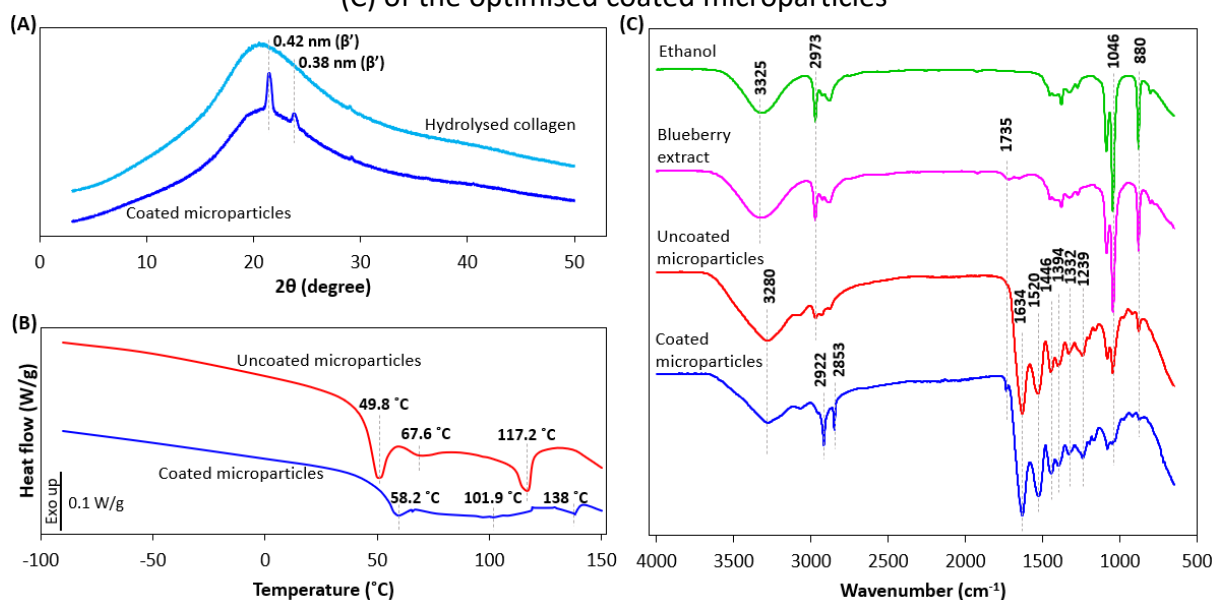 (C) of the optimised coated microparticles
(A)
0.42 nm (β’)
0.38 nm (β’)
Hydrolysed collagen
Coated microparticles
0 10 20 30 40 50
2θ (degree)
(B)
Heat flow (W/g)
Uncoated microparticles
49.8 ˚C
67.6 ˚C
117.2 ˚C
Coated microparticles
58.2 ˚C
101.9 ˚C
138 ˚C
Exo up
0.1 W/g
-100 -50 0 50 100 150
Temperature (˚C)
(C)
Ethanol
3325
2973
1046
880
Blueberry
extract
1735
Uncoated
microparticles
3280
1634
1520
1446
1394
1332
1239
Coated
microparticles
2922
2853
4000 3500 3000 2500 2000 1500 1000 500
Wavenumber (cm-1)